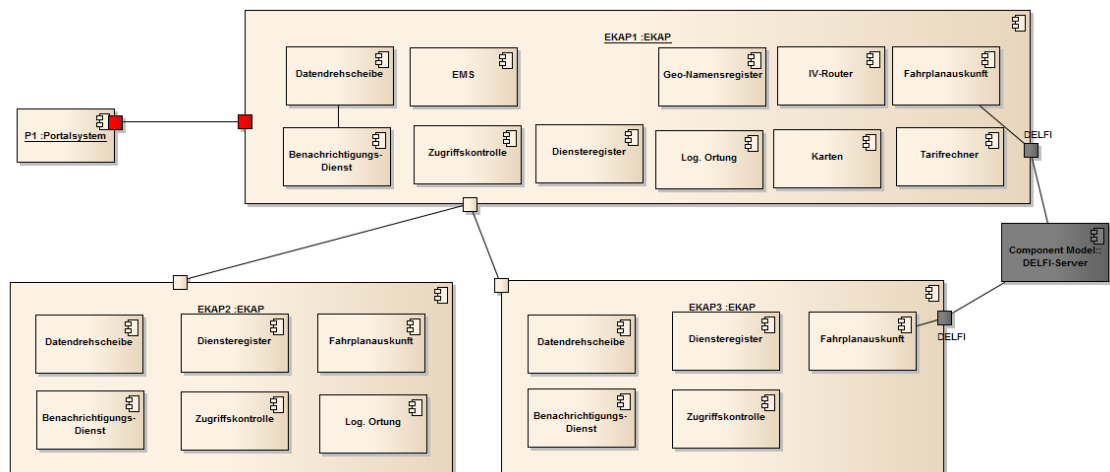 EKAP1 :EKAP
Datendrehscheibe
EMS
Geo-Namensregister
IV-Router
Fahrplanauskunft
P1 :Portalsystem
DELFI
Benachrichtigungs-
Dienst
Zugriffskontrolle
Diensteregister
Log. Ortung
Karten
Tarifrechner
Component Model::
DELFI-Server
EKAP2 :EKAP
Datendrehscheibe
Diensteregister
Fahrplanauskunft
Benachrichtigungs-
Dienst
Zugriffskontrolle
Log. Ortung
EKAP3 :EKAP
Datendrehscheibe
Diensteregister
Fahrplanauskunft
DELFI
Benachrichtigungs-
Dienst
Zugriffskontrolle